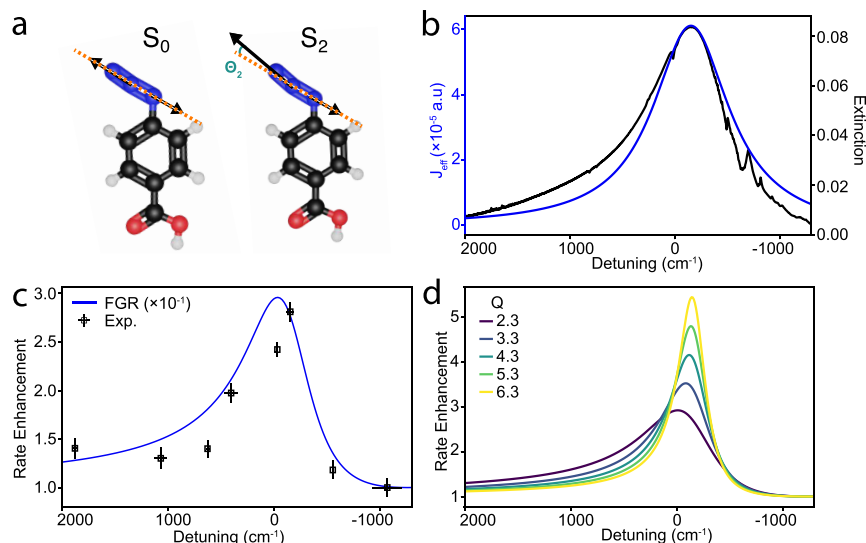 a
S0
S2
Θ2
b
6
4
2
0
Jeff (×10-5 a.u)
0.08
0.06
0.04
0.02
0.00
Extinction
2000 1000 0 -1000
Detuning (cm-1)
c
FGR (×10-1)
Exp.
3.0
2.5
2.0
1.5
1.0
Rate Enhancement
2000 1000 0 -1000
Detuning (cm-1)
d
Q
2.3
3.3
4.3
5.3
6.3
5
4
3
2
1
Rate Enhancement
2000 1000 0 -1000
Detuning (cm-1)